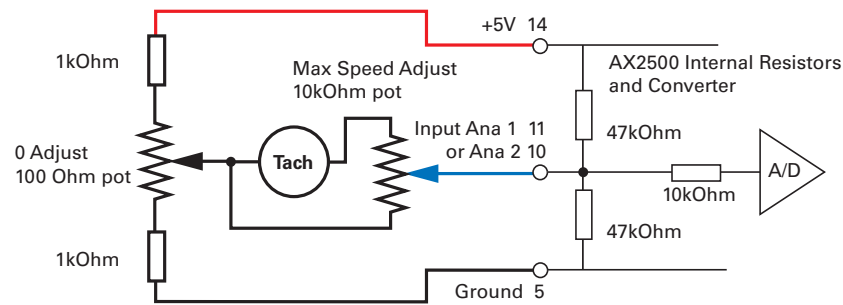 +5V 14
1kOhm
Max Speed Adjust
10kOhm pot
AX2500 Internal Resistors
and Converter
Input Ana 1 11
or Ana 2 10
47kOhm
0 Adjust
100 Ohm pot
Tach
A/D
10kOhm
47kOhm
1kOhm
Ground 5